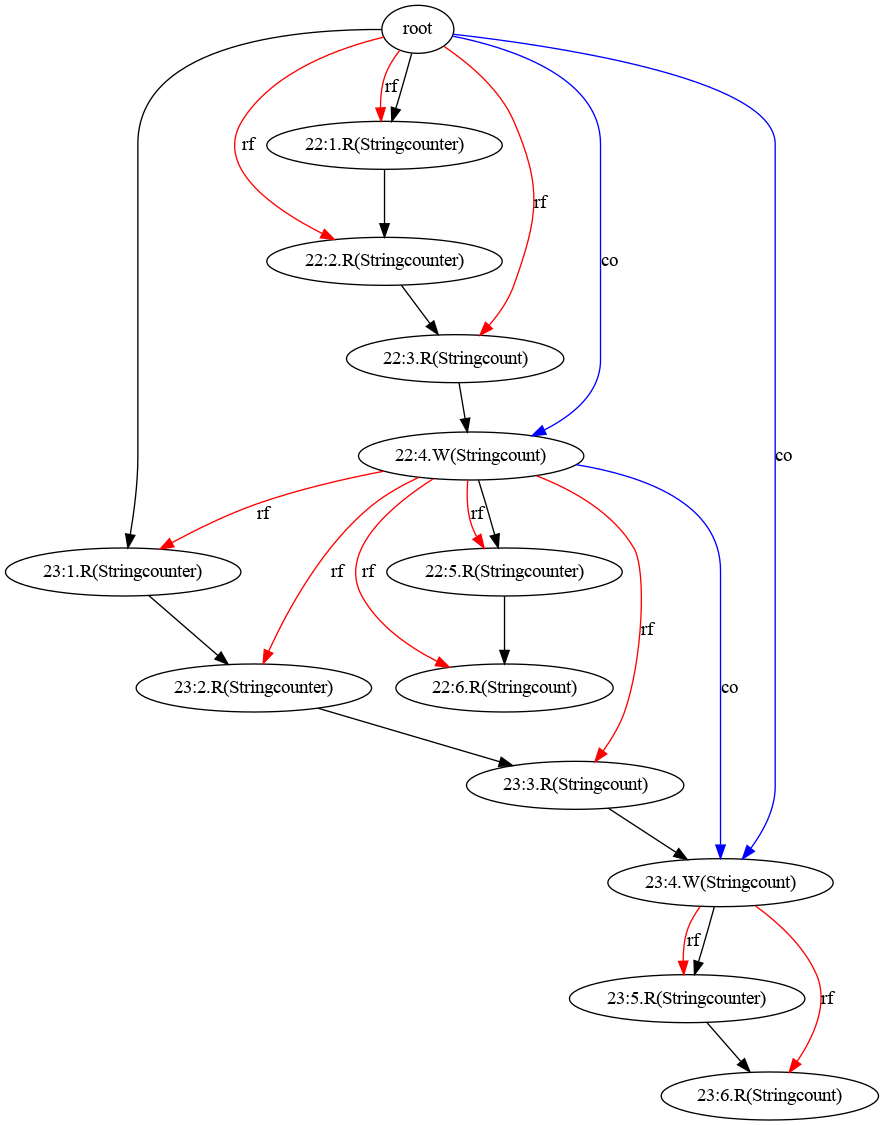 root
rf
22:1.R(Stringcounter)
rf
rf
22:2.R(Stringcounter)
co
22:3.R(Stringcount)
22:4.W(Stringcount)
co
rf
rf
23:1.R(Stringcounter)
rf
rf
22:5.R(Stringcounter)
rf
23:2.R(Stringcounter)
22:6.R(Stringcount)
co
23:3.R(Stringcount)
23:4.W(Stringcount)
rf
23:5.R(Stringcounter)
rf
23:6.R(Stringcount)